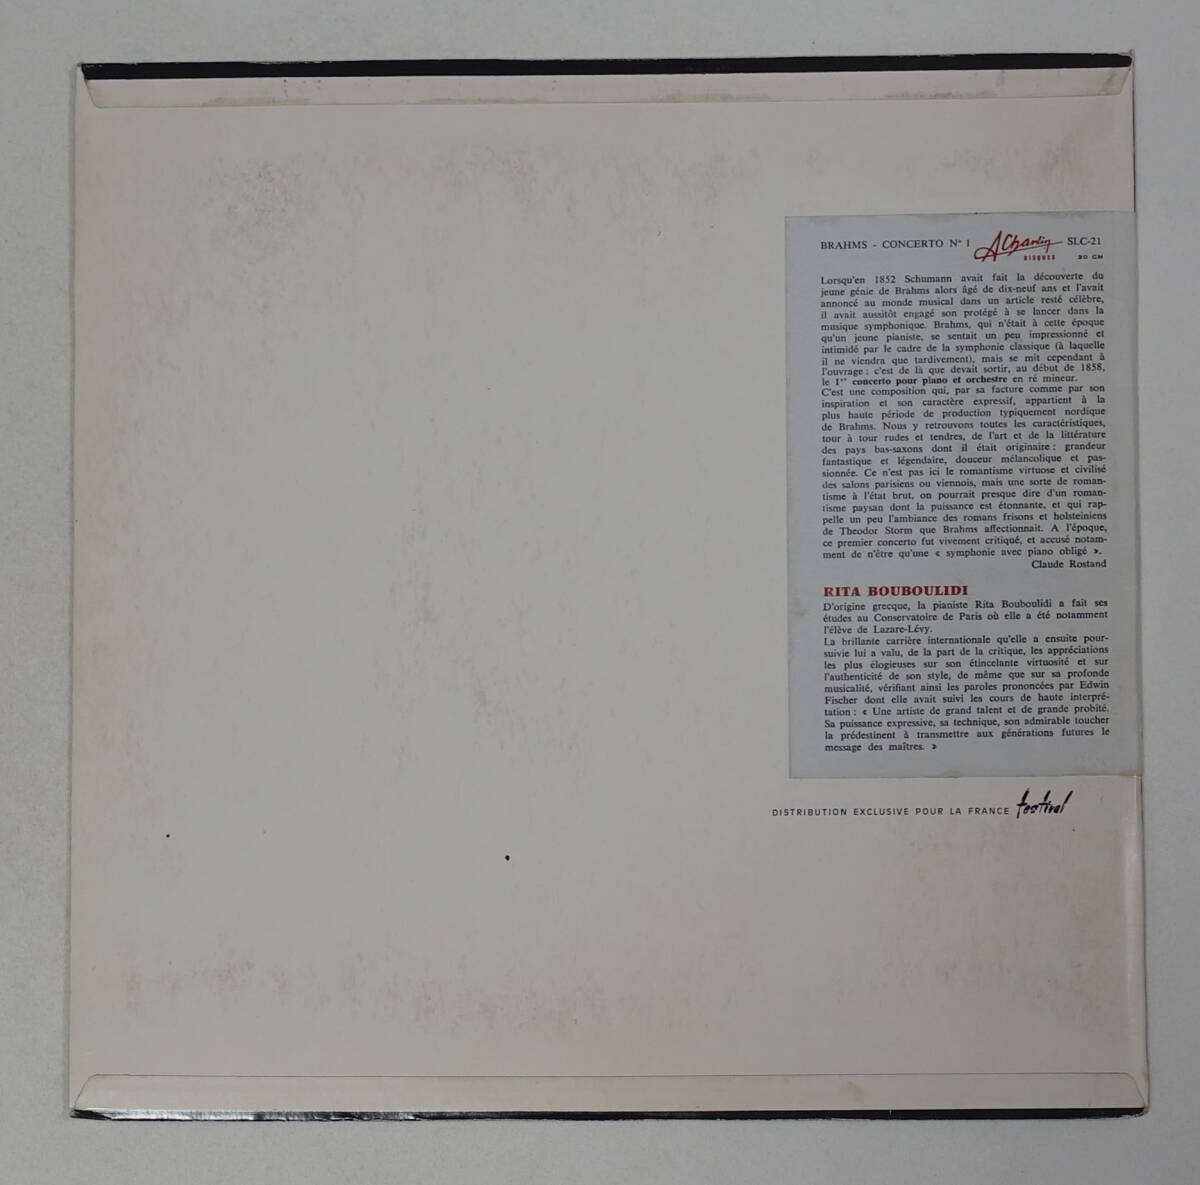 BRAHMS - CONCERTO N° 1 ACharlin SLC-21
DISQUES 30 CM
Lorsqu'en 1852 Schumann avait fait la découverte du
jeune génie de Brahms alors âgé de dix-neuf ans et l'avait
annoncé au monde musical dans un article resté célèbre,
il avait aussitôt engagé son protégé à se lancer dans la
musique symphonique. Brahms, qui n'était à cette époque
qu'un jeune pianiste, se sentait un peu impressionné et
intimidé par le cadre de la symphonie classique (à laquelle
il ne viendra que tardivement), mais se mit cependant à
l'ouvrage : c'est de là que devait sortir, au début de 1858,
le 1er concerto pour piano et orchestre en ré mineur.
C'est une composition qui, par sa facture comme par son
inspiration et son caractère expressif, appartient à la
plus haute période de production typiquement nordique
de Brahms. Nous y retrouvons toutes les caractéristiques,
tour à tour rudes et tendres, de l'art et de la littérature
des pays bas-saxons dont il était originaire : grandeur
fantastique et légendaire, douceur mélancolique et pas-
sionnée. Ce n'est pas ici le romantisme virtuose et civilisé
des salons parisiens ou viennois, mais une sorte de roman-
tisme à l'état brut, on pourrait presque dire d'un roman-
tisme paysan dont la puissance est étonnante, et qui rap-
pelle un peu l'ambiance des romans frisons et holsteiniens
de Theodor Storm que Brahms affectionnait. A l'époque,
ce premier concerto fut vivement critiqué, et accusé notam-
ment de n'être qu'une « symphonie avec piano obligé ».
Claude Rostand
RITA BOUBOULIDI
D'origine grecque, la pianiste Rita Bouboulidi a fait ses
études au Conservatoire de Paris où elle a été notamment
l'élève de Lazare-Lévy.
La brillante carrière internationale qu'elle a ensuite pour-
suivie lui a valu, de la part de la critique, les appréciations
les plus élogieuses sur son étincelante virtuosité et sur
l'authenticité de son style, de même que sur sa profonde
musicalité, vérifiant ainsi les paroles prononcées par Edwin
Fischer dont elle avait suivi les cours de haute interpré-
tation : « Une artiste de grand talent et de grande probité.
Sa puissance expressive, sa technique, son admirable toucher
la prédestinent à transmettre aux générations futures le
message des maîtres. »
DISTRIBUTION EXCLUSIVE POUR LA FRANCE festival